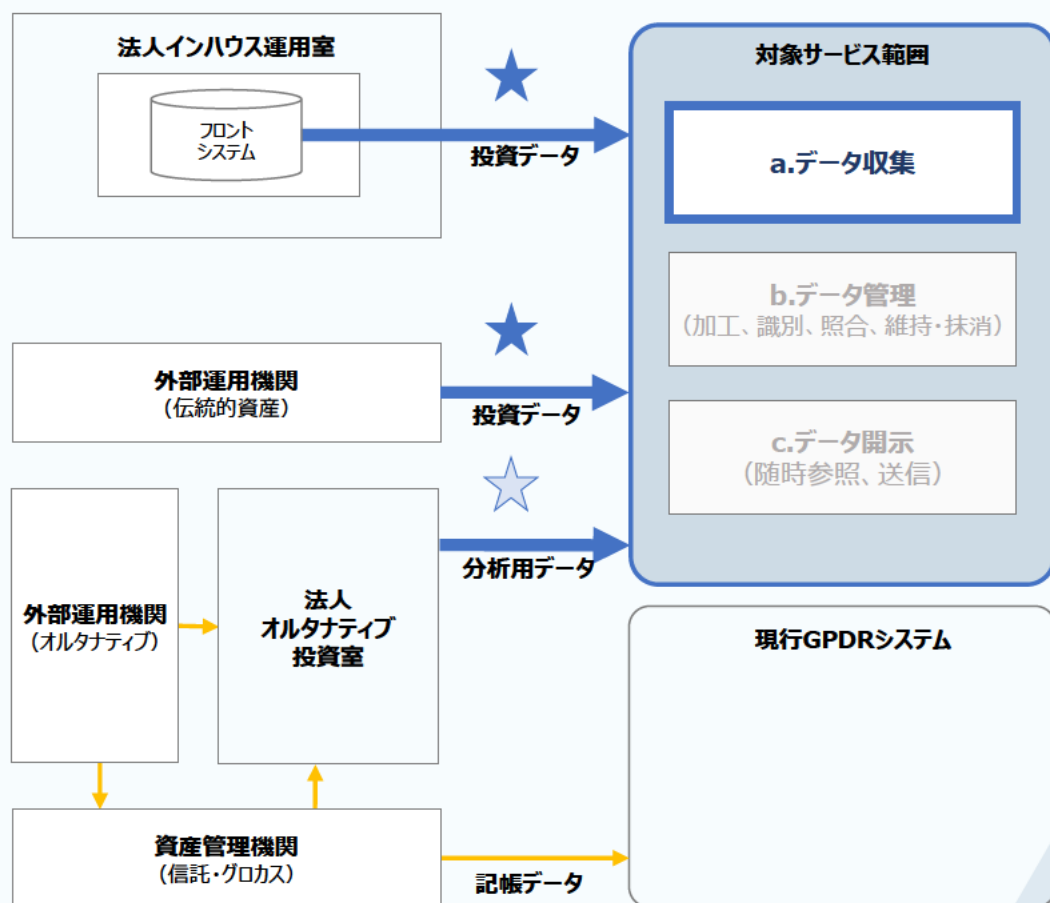 法人インハウス運用室
フロント
システム
投資データ
対象サービス範囲
a.データ収集
b.データ管理
(加工、識別、照合、維持・抹消)
c.データ開示
(随時参照、送信)
外部運用機関
(伝統的資産)
投資データ
分析用データ
外部運用機関
(オルタナティブ)
法人
オルタナティブ
投資室
現行GPDRシステム
資産管理機関
(信託・グロカス)
記帳データ